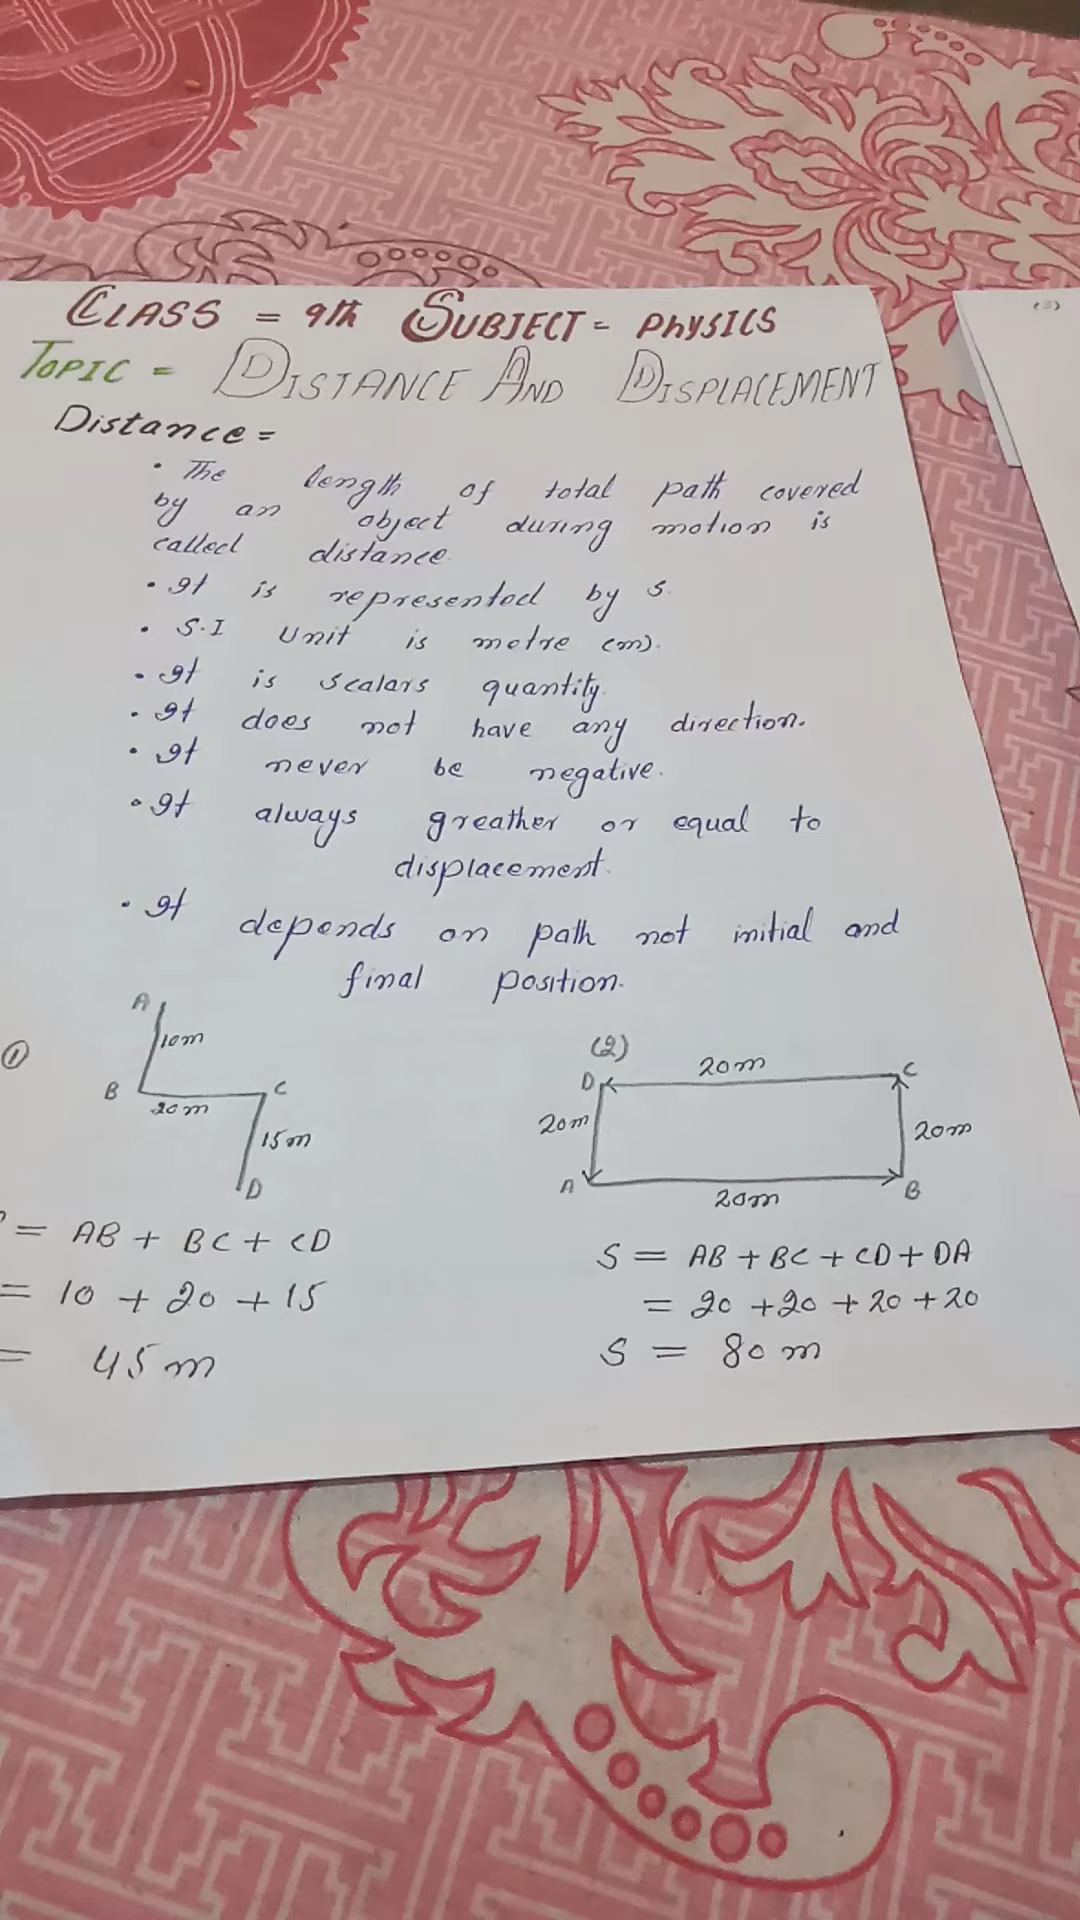 CLASS = 9th SUBJECT = PHYSICS
TOPIC = DISTANCE AND DISPLACEMENT
Distance =
• The length of total path covered
by an object during motion is
called distance.
• It is represented by s.
• S.I Unit is metre (m).
• It is scalars quantity.
• It does not have any direction.
• It never be negative.
• It always greather or equal to
displacement.
• It depends on path not initial and
final position.
①
A
10m
B
20m
C
15m
D
(2)
D
20m
C
20m
20m
A
20m
B
= AB + BC + CD
= 10 + 20 + 15
= 45 m
S = AB + BC + CD + DA
= 20 + 20 + 20 + 20
S = 80 m